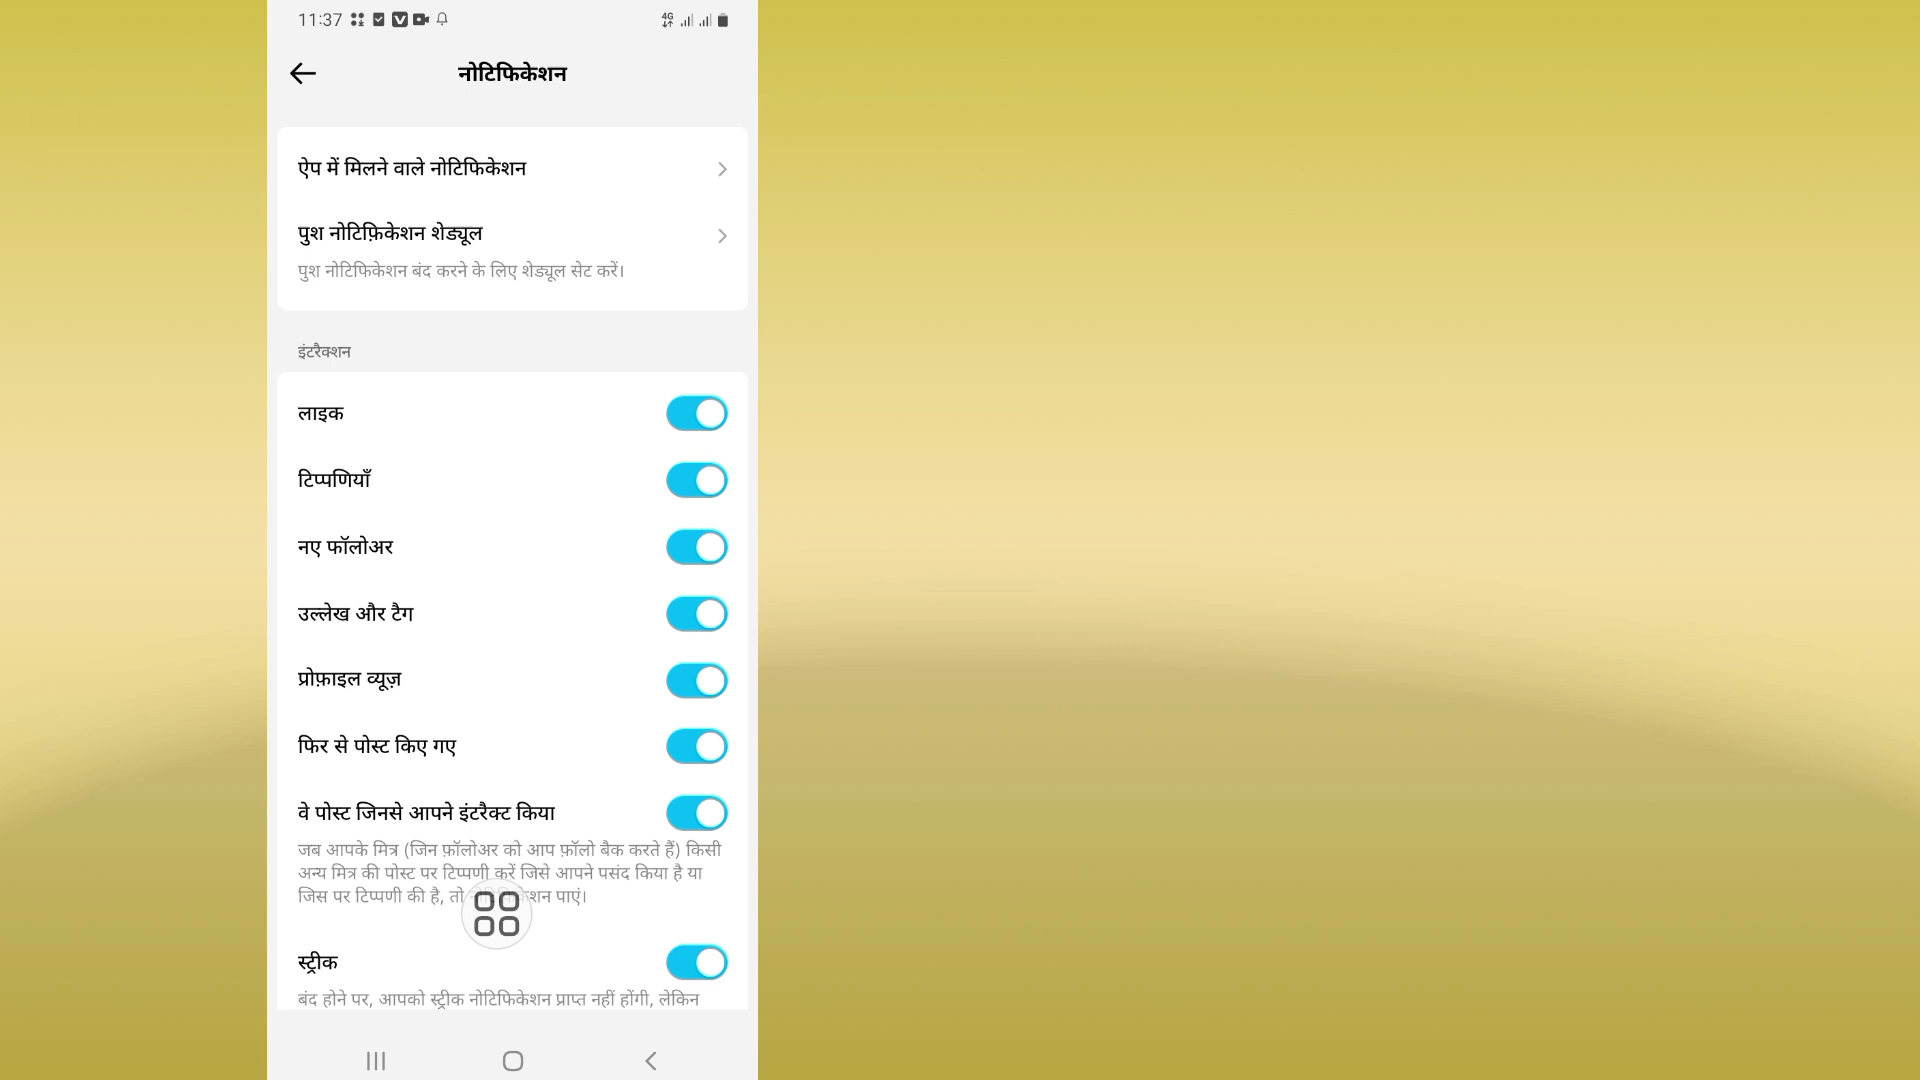 11:37
4G
नोटिफिकेशन
ऐप में मिलने वाले नोटिफिकेशन
पुश नोटिफ़िकेशन शेड्यूल
पुश नोटिफिकेशन बंद करने के लिए शेड्यूल सेट करें।
इंटरैक्शन
लाइक
टिप्पणियाँ
नए फॉलोअर
उल्लेख और टैग
प्रोफ़ाइल व्यूज़
फिर से पोस्ट किए गए
वे पोस्ट जिनसे आपने इंटरैक्ट किया
जब आपके मित्र (जिन फ़ॉलोअर को आप फ़ॉलो बैक करते हैं) किसी
अन्य मित्र की पोस्ट पर टिप्पणी करें जिसे आपने पसंद किया है या
जिस पर टिप्पणी की है, तो नोटिफिकेशन पाएं।
स्ट्रीक
बंद होने पर, आपको स्ट्रीक नोटिफिकेशन प्राप्त नहीं होंगी, लेकिन